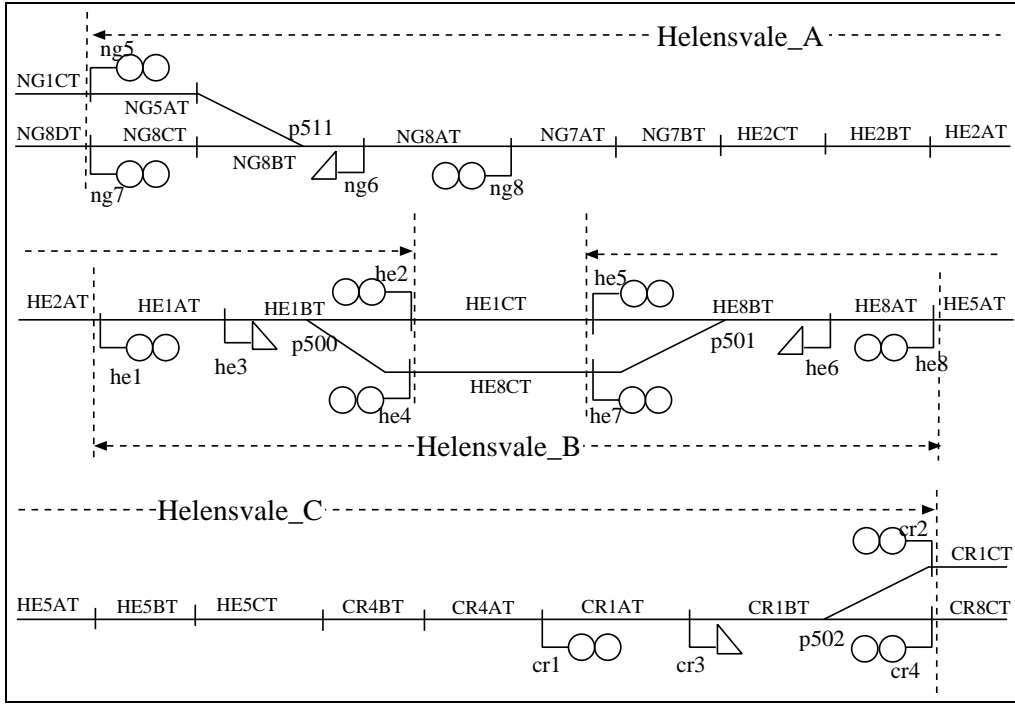 Helensvale_A
ng5
NG1CT
NG5AT
p511
NG8DT NG8CT NG8BT NG8AT NG7AT NG7BT HE2CT HE2BT HE2AT
ng7 ng6 ng8
he2 he5
HE2AT HE1AT HE1BT HE1CT HE8BT HE8AT HE5AT
he1 he3 p500 p501 he6 he8
HE8CT
he4 he7
Helensvale_B
Helensvale_C
cr2
CR1CT
HE5AT HE5BT HE5CT CR4BT CR4AT CR1AT CR1BT CR8CT
p502
cr1 cr3 cr4